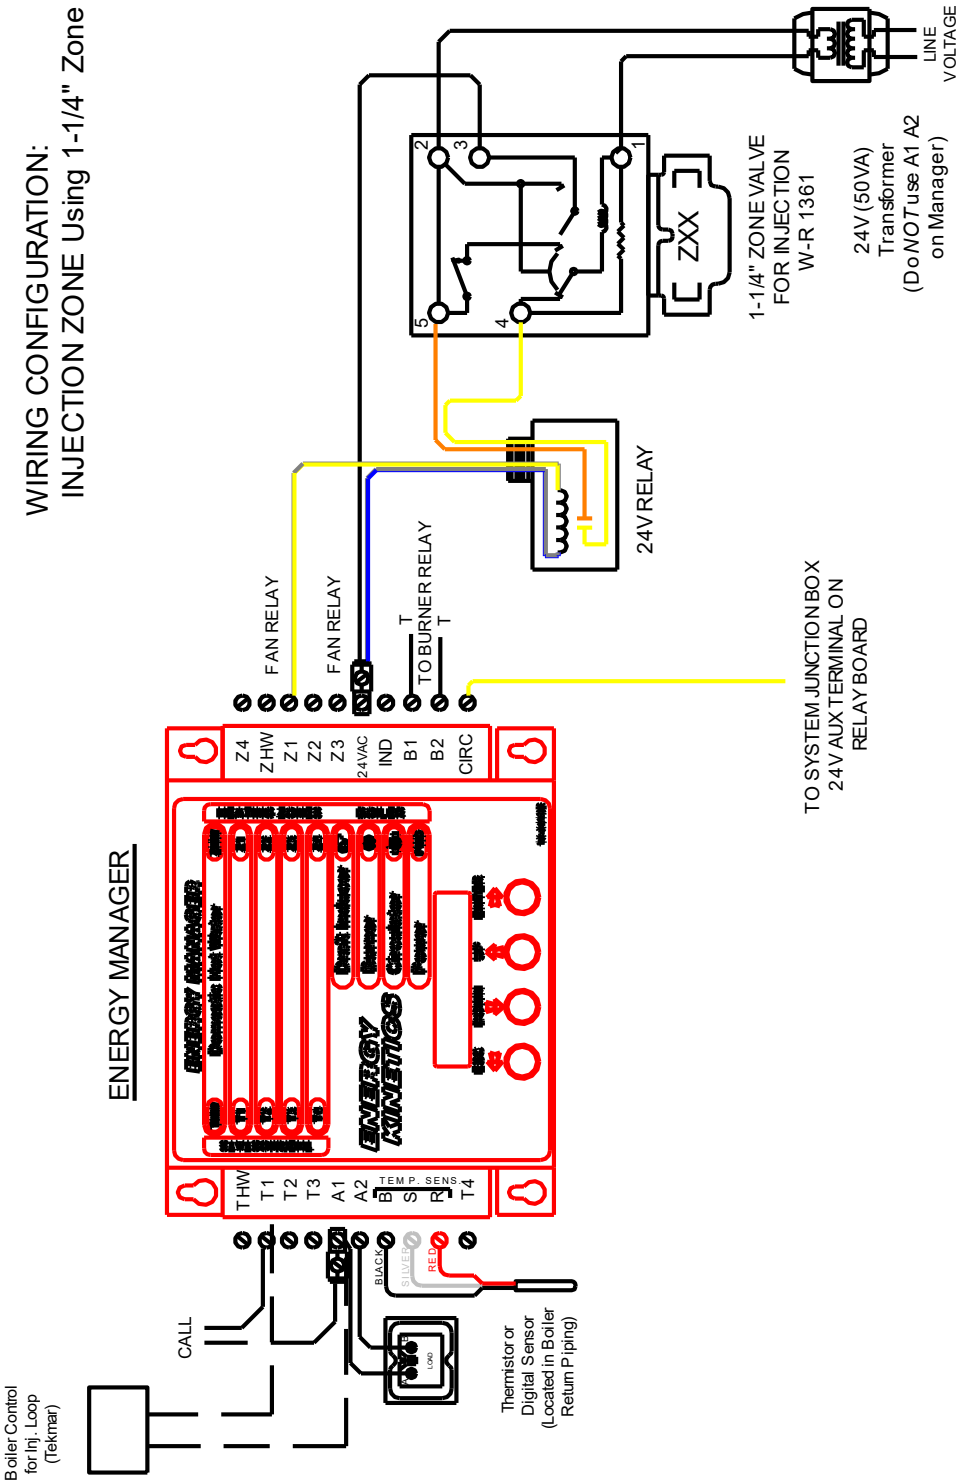 WIRING CONFIGURATION:
INJECTION ZONE Using 1-1/4" Zone
LINE
VOLTAGE
24V (50VA)
Transformer
(Do NOT use A1 A2
on Manager)
1-1/4" ZONE VALVE
FOR INJECTION
W-R 1361
ZXX
2
3
1
5
4
24V RELAY
FAN RELAY
FAN RELAY
T
TO BURNER RELAY
T
TO SYSTEM JUNCTION BOX
24V AUX TERMINAL ON
RELAY BOARD
ENERGY MANAGER
Z4
ZHW
Z1
Z2
Z3
24VAC
IND
B1
B2
CIRC
ENERGY MANAGER
Domestic Hot Water
Draft Inducer
Burner
Circulator
Power
ENERGY
KINETICS
THW
T1
T2
T3
A1
A2
TEMP. SENS.
B
S
R
T4
BLACK
SILVER
RED
CALL
A
B
LOAD
Thermistor or
Digital Sensor
(Located in Boiler
Return Piping)
Boiler Control
for Inj. Loop
(Tekmar)